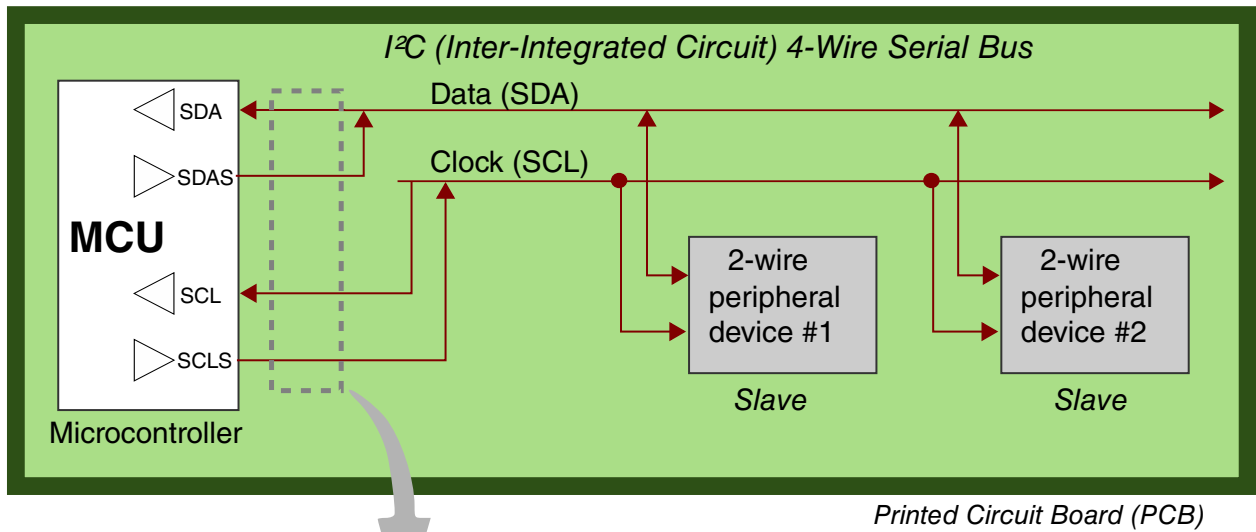 I²C (Inter-Integrated Circuit) 4-Wire Serial Bus
SDA
Data (SDA)
SDAS
Clock (SCL)
MCU
SCL
SCLS
2-wire
peripheral
device #1
2-wire
peripheral
device #2
Slave
Slave
Microcontroller
Printed Circuit Board (PCB)